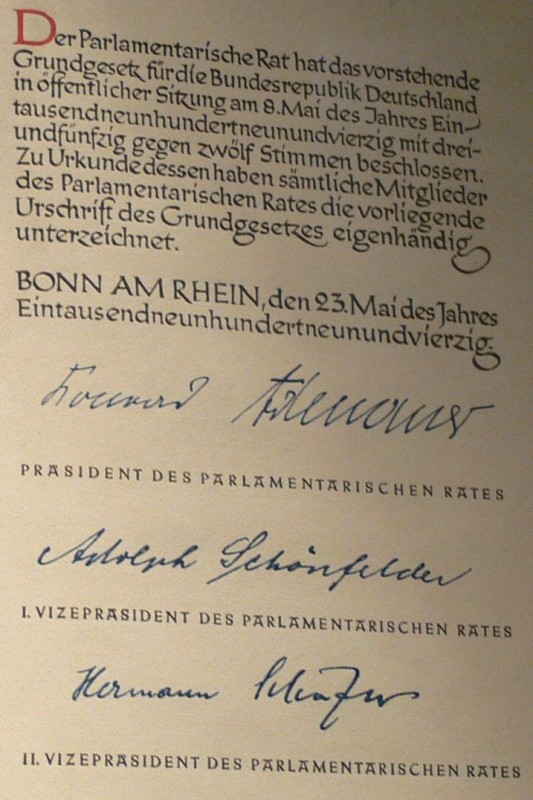 Der Parlamentarische Rat hat das vorstehende
Grundgesetz für die Bundesrepublik Deutschland
in öffentlicher Sitzung am 8. Mai des Jahres Ein-
tausendneunhundertneunundvierzig mit drei-
undfünfzig gegen zwölf Stimmen beschlossen.
Zu Urkunde dessen haben sämtliche Mitglieder
des Parlamentarischen Rates die vorliegende
Urschrift des Grundgesetzes eigenhändig
unterzeichnet.
BONN AM RHEIN, den 23. Mai des Jahres
Eintausendneunhundertneunundvierzig.
Konrad Adenauer
PRÄSIDENT DES PARLAMENTARISCHEN RATES
Adolph Schönfelder
I. VIZEPRÄSIDENT DES PARLAMENTARISCHEN RATES
Hermann Schäfer
II. VIZEPRÄSIDENT DES PARLAMENTARISCHEN RATES